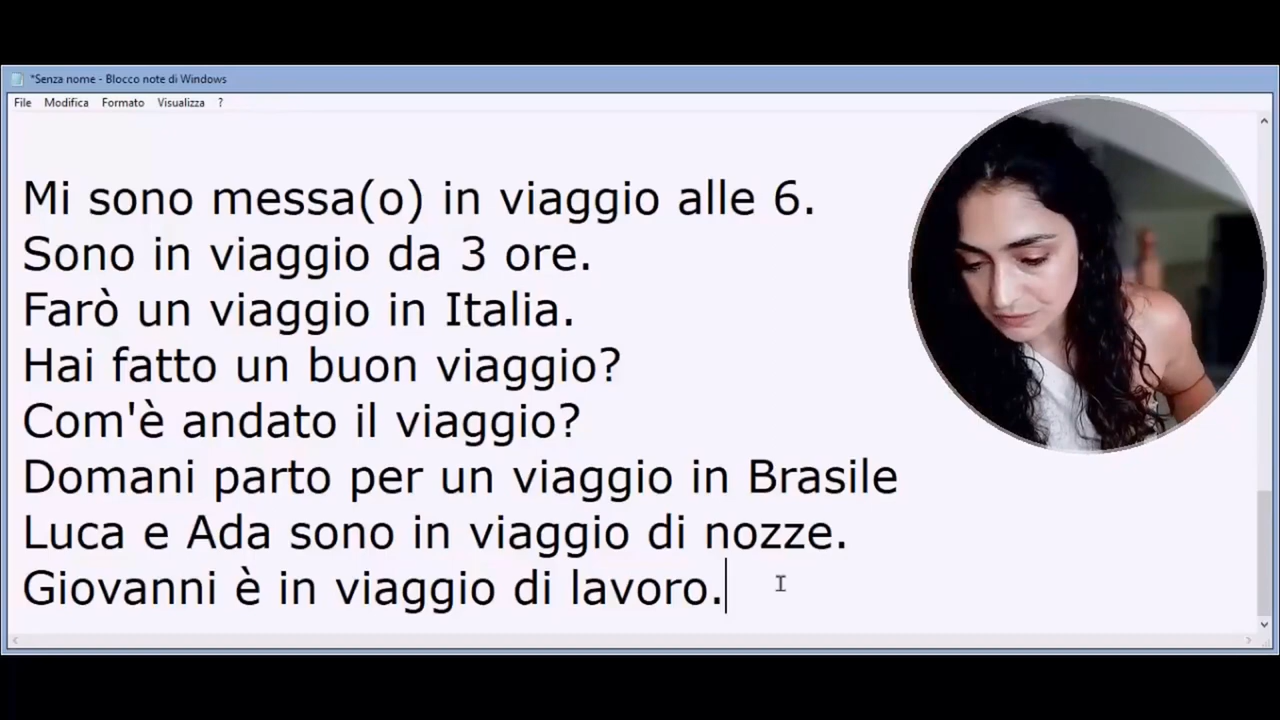 *Senza nome - Blocco note di Windows
File Modifica Formato Visualizza ?
Mi sono messa(o) in viaggio alle 6.
Sono in viaggio da 3 ore.
Farò un viaggio in Italia.
Hai fatto un buon viaggio?
Com'è andato il viaggio?
Domani parto per un viaggio in Brasile
Luca e Ada sono in viaggio di nozze.
Giovanni è in viaggio di lavoro.